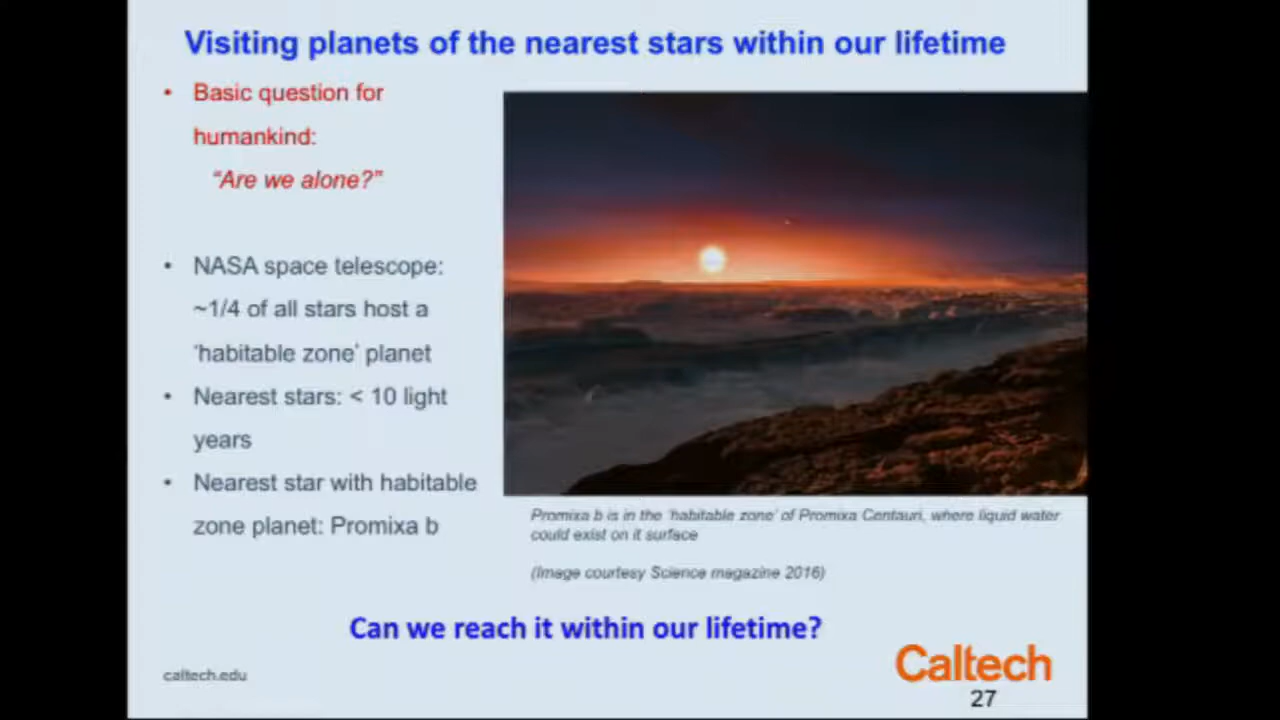 Visiting planets of the nearest stars within our lifetime
• Basic question for
humankind:
“Are we alone?”
• NASA space telescope:
~1/4 of all stars host a
‘habitable zone’ planet
• Nearest stars: < 10 light
years
• Nearest star with habitable
zone planet: Promixa b
Promixa b is in the ‘habitable zone’ of Promixa Centauri, where liquid water
could exist on it surface
(Image courtesy Science magazine 2016)
Can we reach it within our lifetime?
caltech.edu
Caltech
27